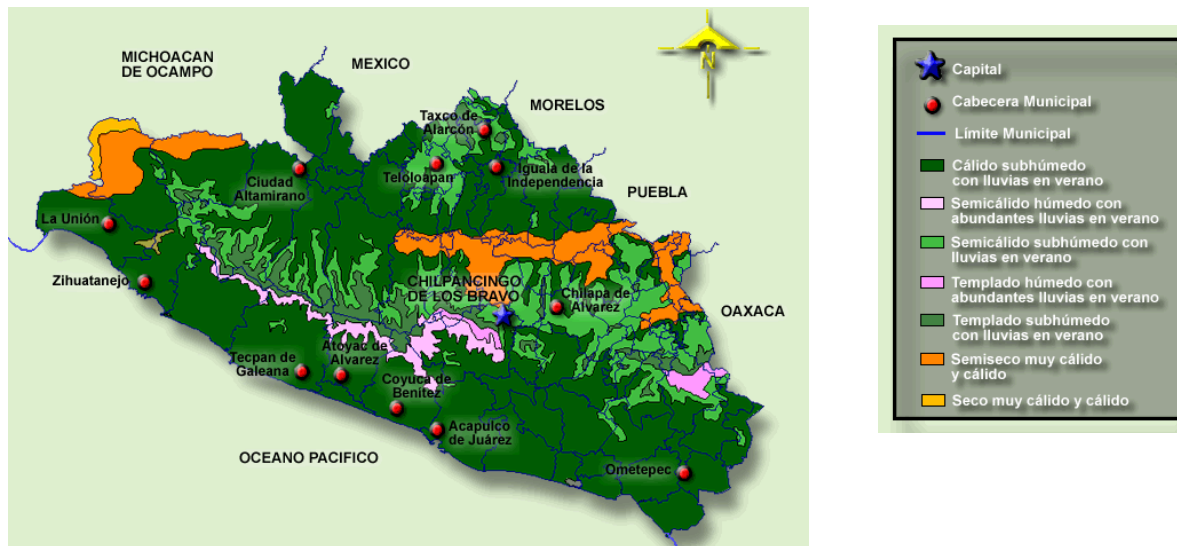 MICHOACAN
DE OCAMPO
MEXICO
N
MORELOS
Taxco de
Alarcón
Teloloapan
Iguala de la
Independencia
Ciudad
Altamirano
PUEBLA
La Unión
Zihuatanejo
CHILPANCINGO
DE LOS BRAVO
Chilapa de
Alvarez
OAXACA
Atoyac de
Alvarez
Tecpan de
Galeana
Coyuca de
Benítez
Acapulco
de Juárez
OCEANO PACIFICO
Ometepec
Capital
Cabecera Municipal
Límite Municipal
Cálido subhúmedo
con lluvias en verano
Semicálido húmedo con
abundantes lluvias en verano
Semicálido subhúmedo con
lluvias en verano
Templado húmedo con
abundantes lluvias en verano
Templado subhúmedo
con lluvias en verano
Semiseco muy cálido
y cálido
Seco muy cálido y cálido